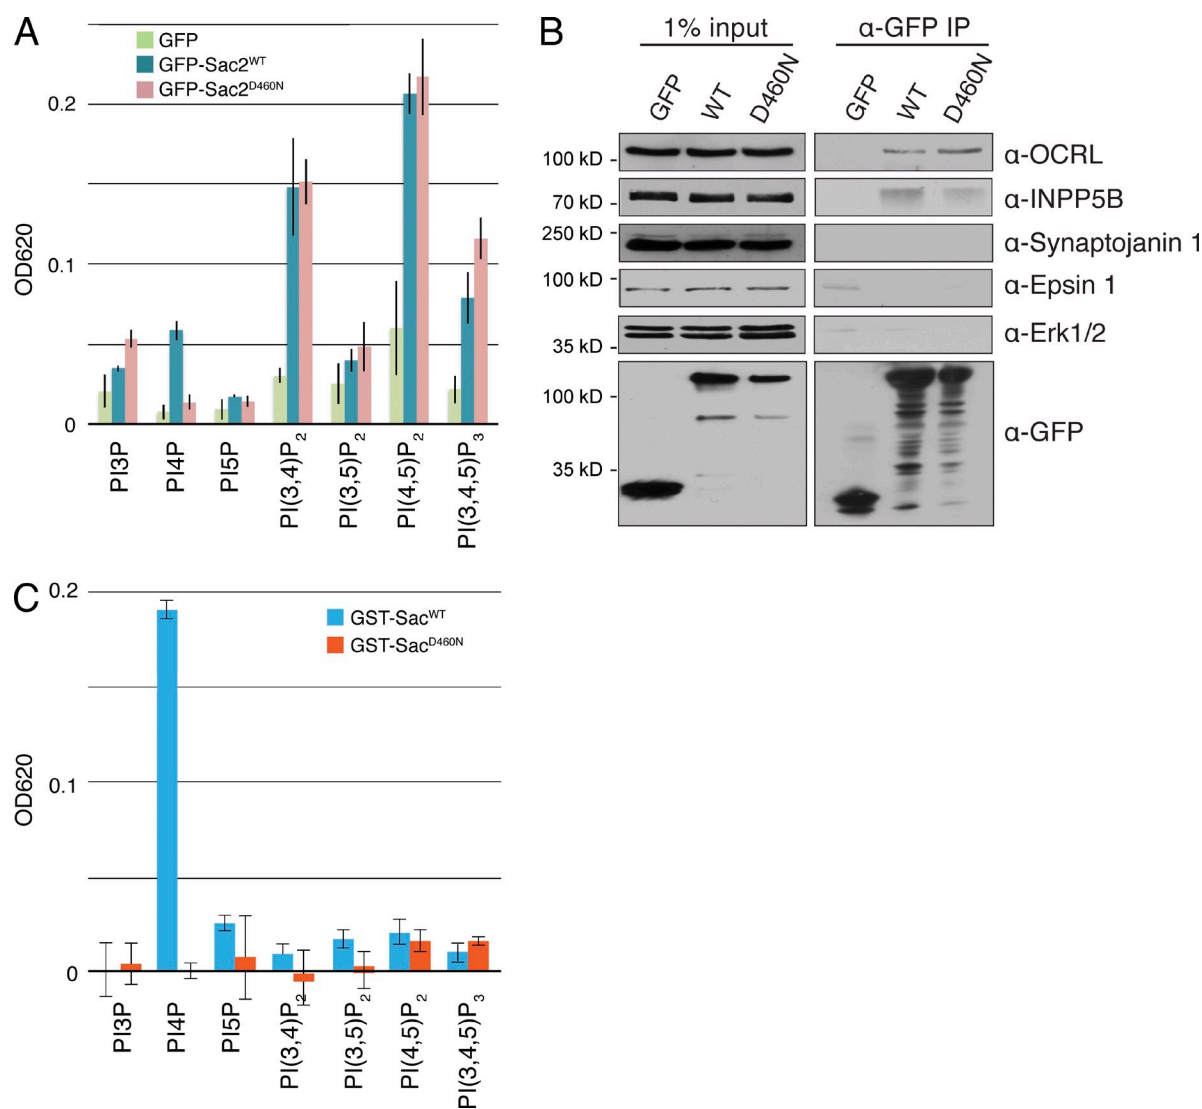 A
GFP
GFP-Sac2WT
GFP-Sac2D460N
OD620
0.2
0.1
0
PI3P
PI4P
PI5P
PI(3,4)P2
PI(3,5)P2
PI(4,5)P2
PI(3,4,5)P3
B
1% input
α-GFP IP
GFP WT D460N GFP WT D460N
100 kD - α-OCRL
70 kD - α-INPP5B
250 kD - α-Synaptojanin 1
100 kD - α-Epsin 1
35 kD - α-Erk1/2
100 kD -
α-GFP
35 kD -
C
GST-SacWT
GST-SacD460N
OD620
0.2
0.1
0
PI3P
PI4P
PI5P
PI(3,4)P2
PI(3,5)P2
PI(4,5)P2
PI(3,4,5)P3